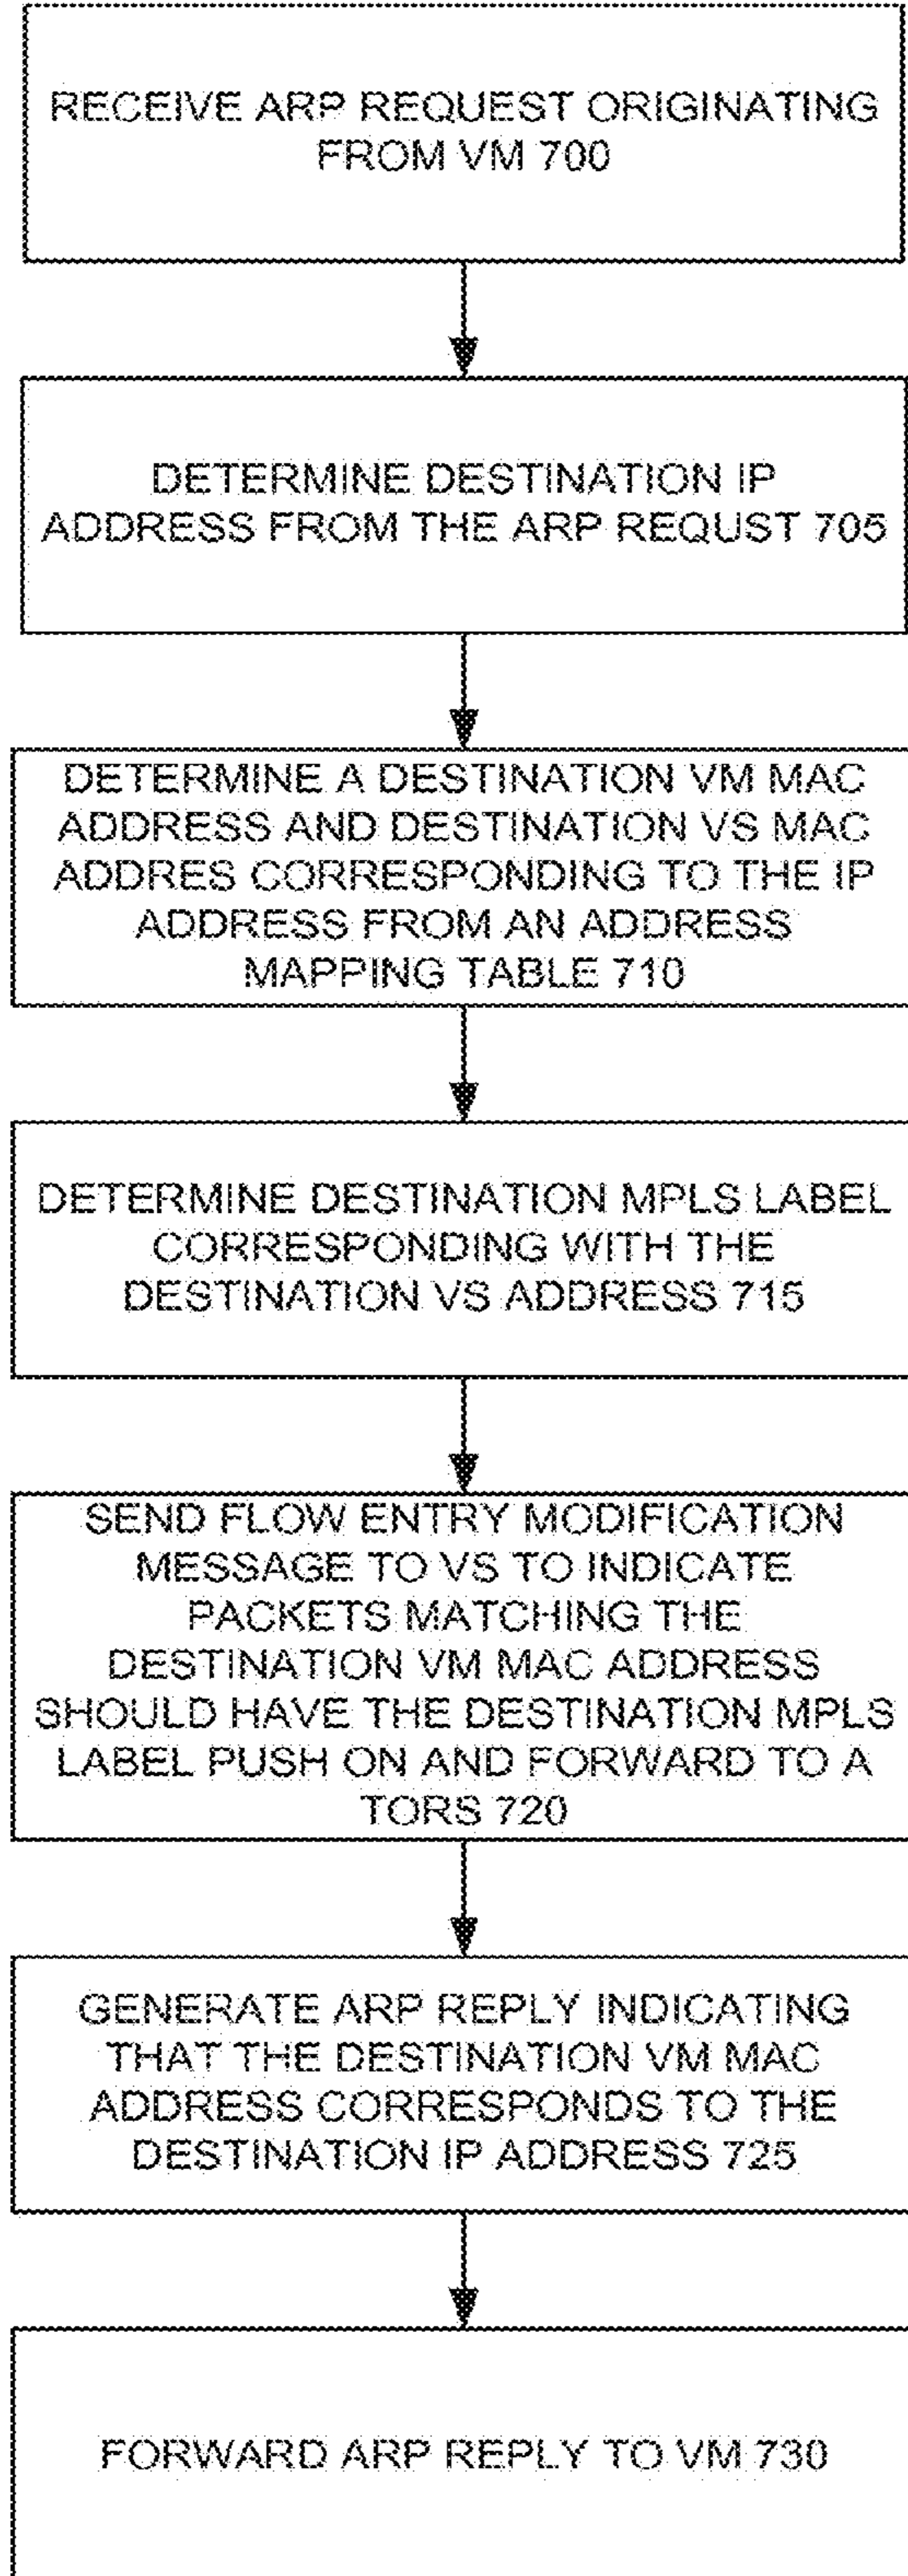 RECEIVE ARP REQUEST ORIGINATING
FROM VM 700
DETERMINE DESTINATION IP
ADDRESS FROM THE ARP REQUST 705
DETERMINE A DESTINATION VM MAC
ADDRESS AND DESTINATION VS MAC
ADDRES CORRESPONDING TO THE IP
ADDRESS FROM AN ADDRESS
MAPPING TABLE 710
DETERMINE DESTINATION MPLS LABEL
CORRESPONDING WITH THE
DESTINATION VS ADDRESS 715
SEND FLOW ENTRY MODIFICATION
MESSAGE TO VS TO INDICATE
PACKETS MATCHING THE
DESTINATION VM MAC ADDRESS
SHOULD HAVE THE DESTINATION MPLS
LABEL PUSH ON AND FORWARD TO A
TORS 720
GENERATE ARP REPLY INDICATING
THAT THE DESTINATION VM MAC
ADDRESS CORRESPONDS TO THE
DESTINATION IP ADDRESS 725
FORWARD ARP REPLY TO VM 730